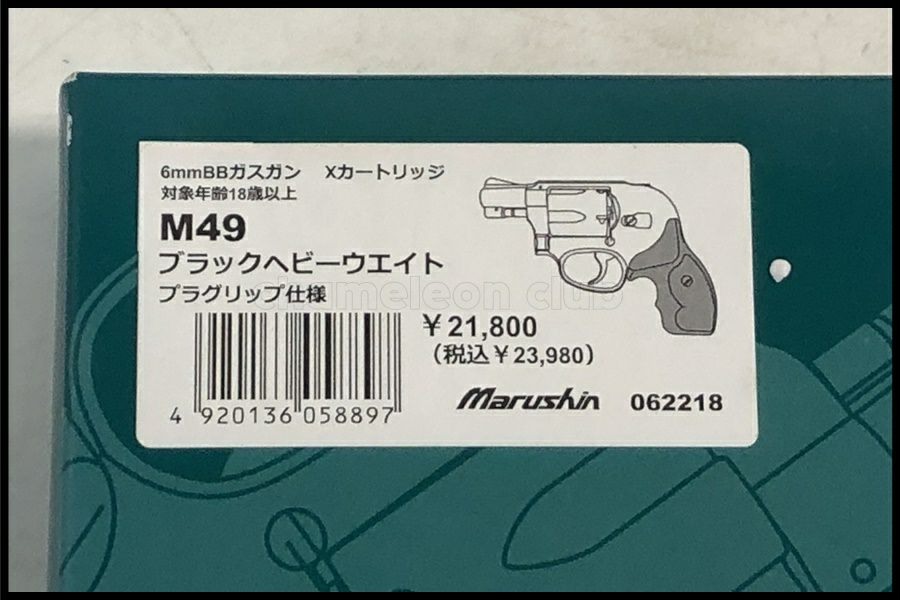 6mmBBガスガン Xカートリッジ
対象年齢18歳以上
M49
ブラックヘビーウエイト
プラグリップ仕様
chameleon club
¥21,800
(税込¥23,980)
4 920136 058897
Marushin 062218